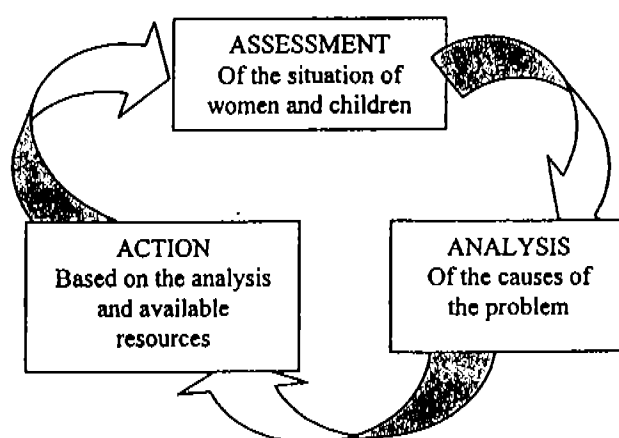 ASSESSMENT
Of the situation of
women and children
ACTION
Based on the analysis
and available
resources
ANALYSIS
Of the causes of
the problem